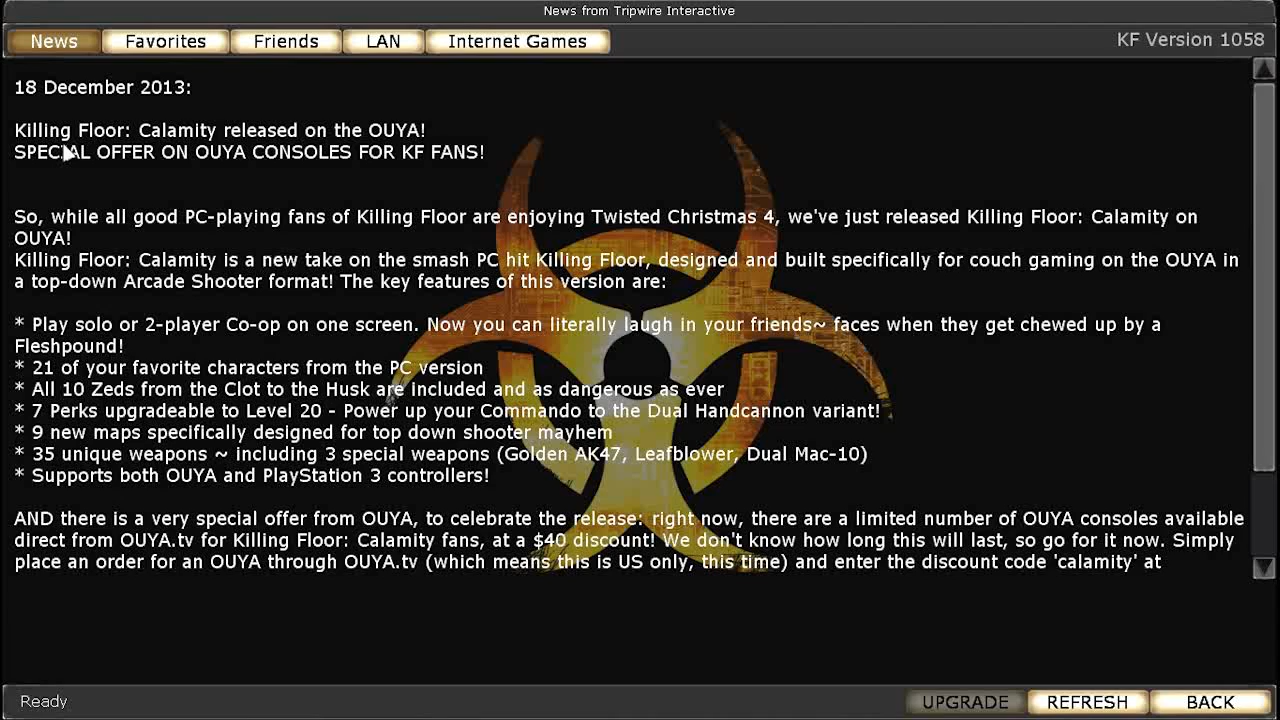 News from Tripwire Interactive
News Favorites Friends LAN Internet Games KF Version 1058
18 December 2013:
Killing Floor: Calamity released on the OUYA!
SPECIAL OFFER ON OUYA CONSOLES FOR KF FANS!
So, while all good PC-playing fans of Killing Floor are enjoying Twisted Christmas 4, we've just released Killing Floor: Calamity on
OUYA!
Killing Floor: Calamity is a new take on the smash PC hit Killing Floor, designed and built specifically for couch gaming on the OUYA in
a top-down Arcade Shooter format! The key features of this version are:
* Play solo or 2-player Co-op on one screen. Now you can literally laugh in your friends~ faces when they get chewed up by a
Fleshpound!
* 21 of your favorite characters from the PC version
* All 10 Zeds from the Clot to the Husk are included and as dangerous as ever
* 7 Perks upgradeable to Level 20 - Power up your Commando to the Dual Handcannon variant!
* 9 new maps specifically designed for top down shooter mayhem
* 35 unique weapons ~ including 3 special weapons (Golden AK47, Leafblower, Dual Mac-10)
* Supports both OUYA and PlayStation 3 controllers!
AND there is a very special offer from OUYA, to celebrate the release: right now, there are a limited number of OUYA consoles available
direct from OUYA.tv for Killing Floor: Calamity fans, at a $40 discount! We don't know how long this will last, so go for it now. Simply
place an order for an OUYA through OUYA.tv (which means this is US only, this time) and enter the discount code 'calamity' at
Ready UPGRADE REFRESH BACK